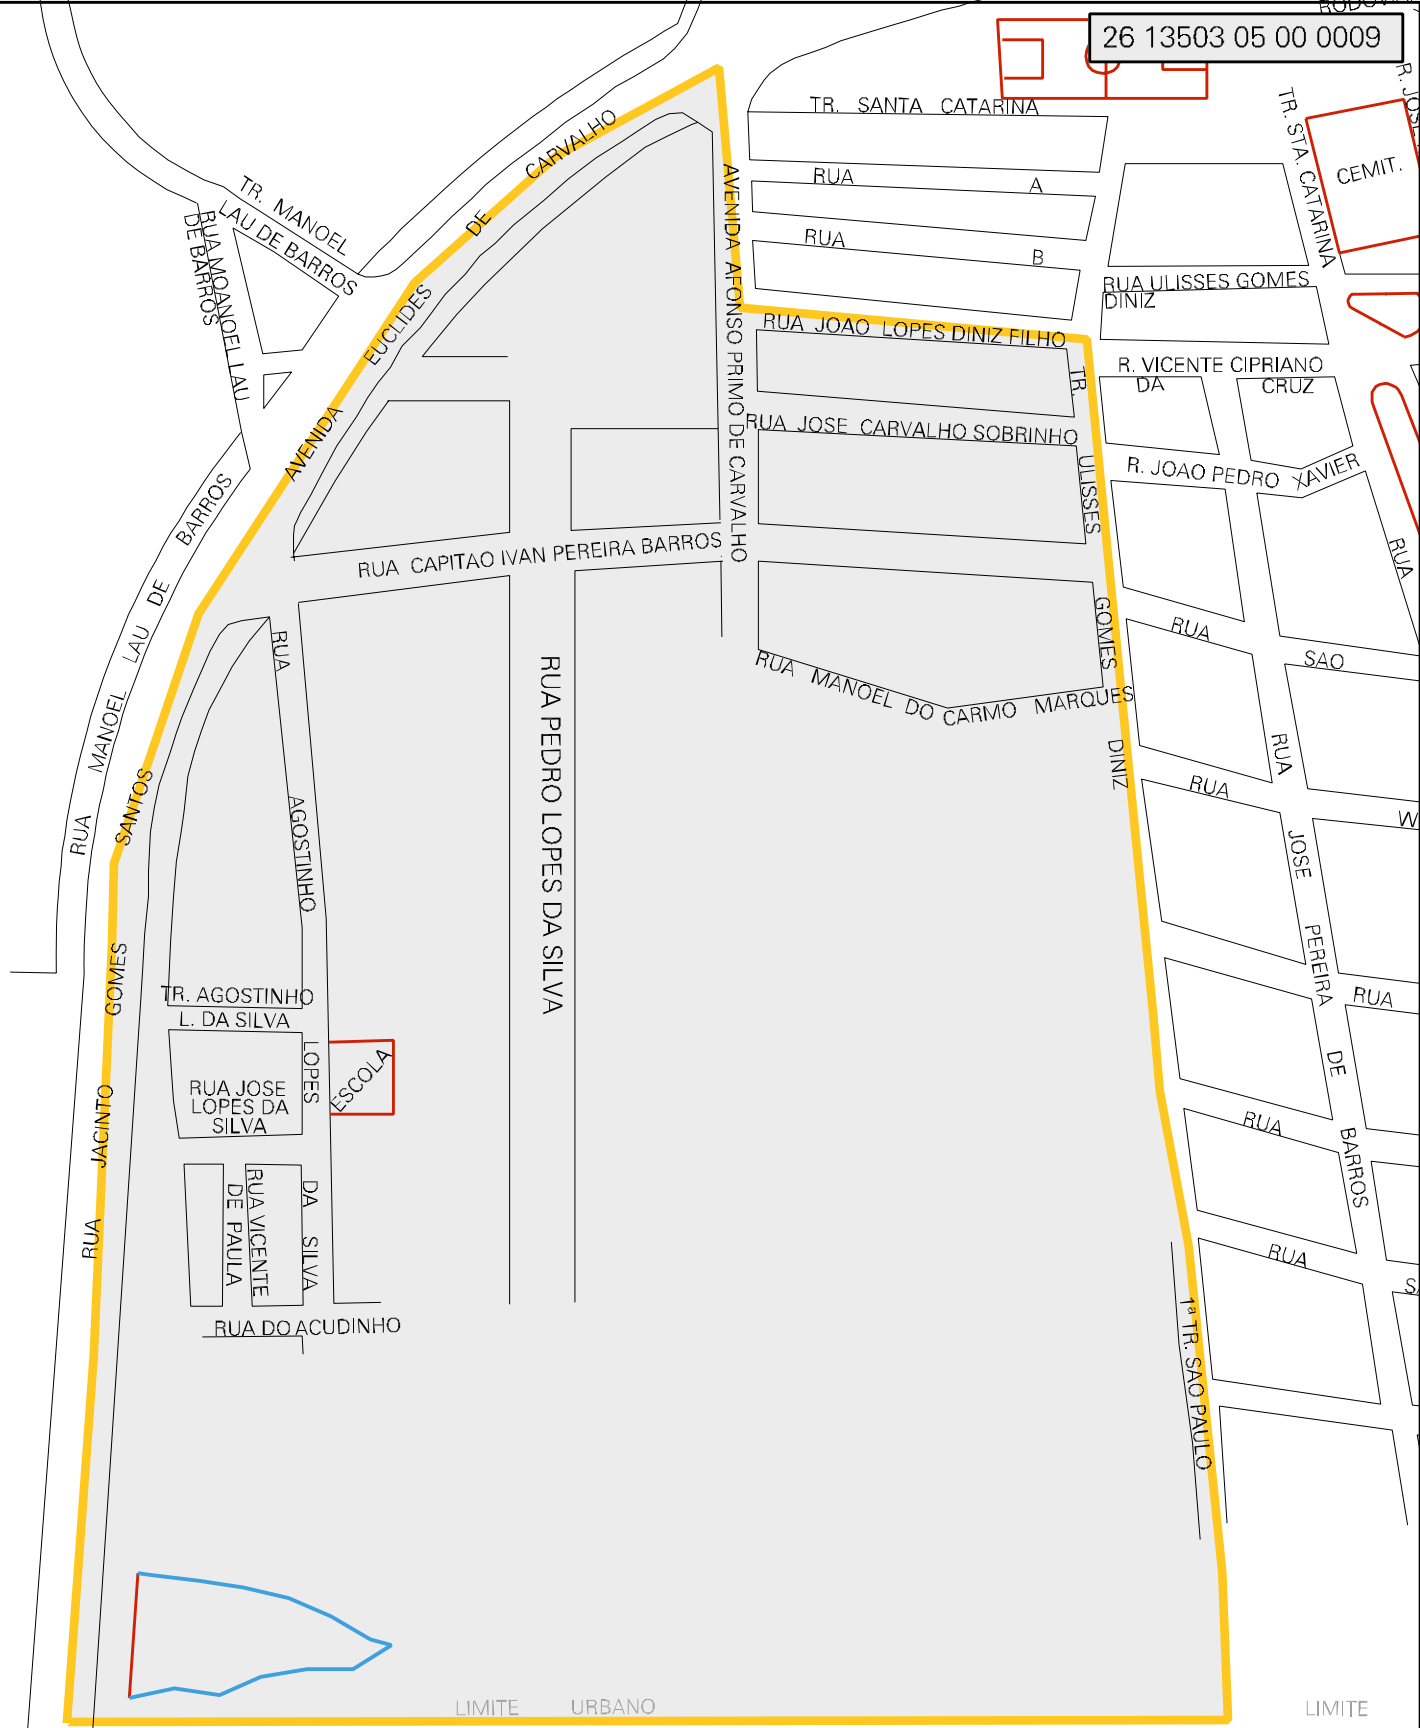 26 13503 05 00 0009
TR. SANTA CATARINA
TR. STA. CATARINA
CEMIT.
RUA A
RUA B
RUA ULISSES GOMES
DINIZ
R. VICENTE CIPRIANO
DA CRUZ
R. JOAO PEDRO XAVIER
RUA
TR. MANOEL
LAU DE BARROS
RUA MOANOEL LAU
DE BARROS
AVENIDA EUCLIDES DE CARVALHO
AVENIDA AFONSO PRIMO DE CARVALHO
RUA JOAO LOPES DINIZ FILHO
RUA JOSE CARVALHO SOBRINHO
TR. ULISSES GOMES DINIZ
RUA CAPITAO IVAN PEREIRA BARROS
RUA MANOEL DO CARMO MARQUES
RUA MANOEL LAU DE BARROS
RUA PEDRO LOPES DA SILVA
RUA AGOSTINHO LOPES DA SILVA
RUA JACINTO GOMES SANTOS
TR. AGOSTINHO
L. DA SILVA
RUA JOSE
LOPES DA
SILVA
ESCOLA
RUA VICENTE
DE PAULA
RUA DO ACUDINHO
RUA SAO
RUA
W
RUA JOSE PEREIRA DE BARROS
RUA
RUA
RUA
1ª TR. SAO PAULO
LIMITE URBANO
LIMITE